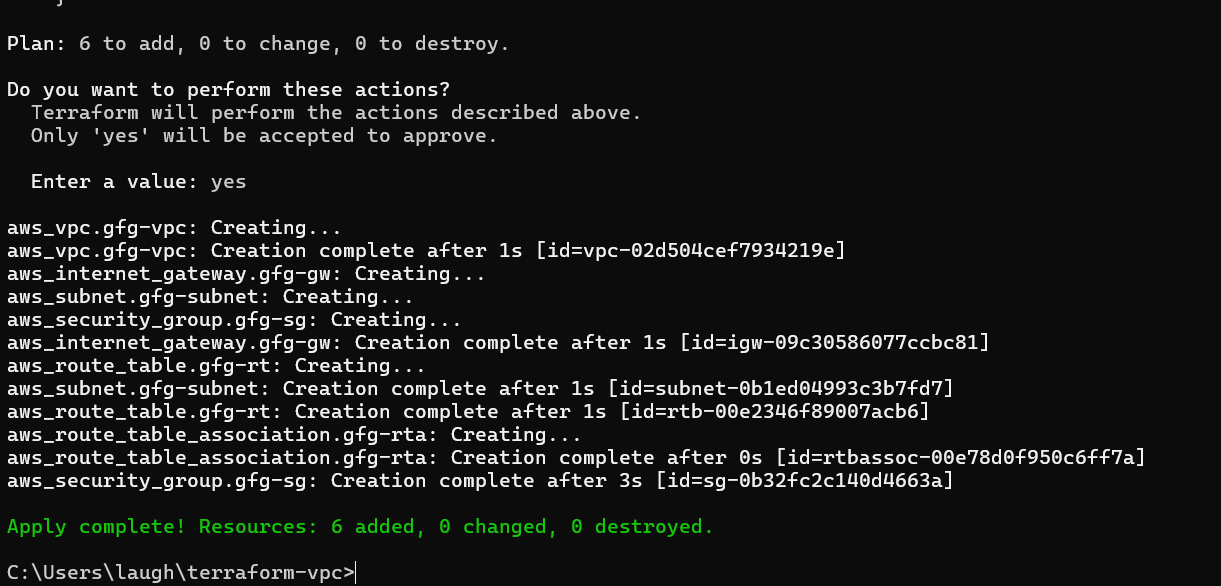 Plan: 6 to add, 0 to change, 0 to destroy.
Do you want to perform these actions?
Terraform will perform the actions described above.
Only 'yes' will be accepted to approve.
Enter a value: yes
aws_vpc.gfg-vpc: Creating...
aws_vpc.gfg-vpc: Creation complete after 1s [id=vpc-02d504cef7934219e]
aws_internet_gateway.gfg-gw: Creating...
aws_subnet.gfg-subnet: Creating...
aws_security_group.gfg-sg: Creating...
aws_internet_gateway.gfg-gw: Creation complete after 1s [id=igw-09c30586077ccbc81]
aws_route_table.gfg-rt: Creating...
aws_subnet.gfg-subnet: Creation complete after 1s [id=subnet-0b1ed04993c3b7fd7]
aws_route_table.gfg-rt: Creation complete after 1s [id=rtb-00e2346f89007acb6]
aws_route_table_association.gfg-rta: Creating...
aws_route_table_association.gfg-rta: Creation complete after 0s [id=rtbassoc-00e78d0f950c6ff7a]
aws_security_group.gfg-sg: Creation complete after 3s [id=sg-0b32fc2c140d4663a]
Apply complete! Resources: 6 added, 0 changed, 0 destroyed.
C:\Users\laugh\terraform-vpc>